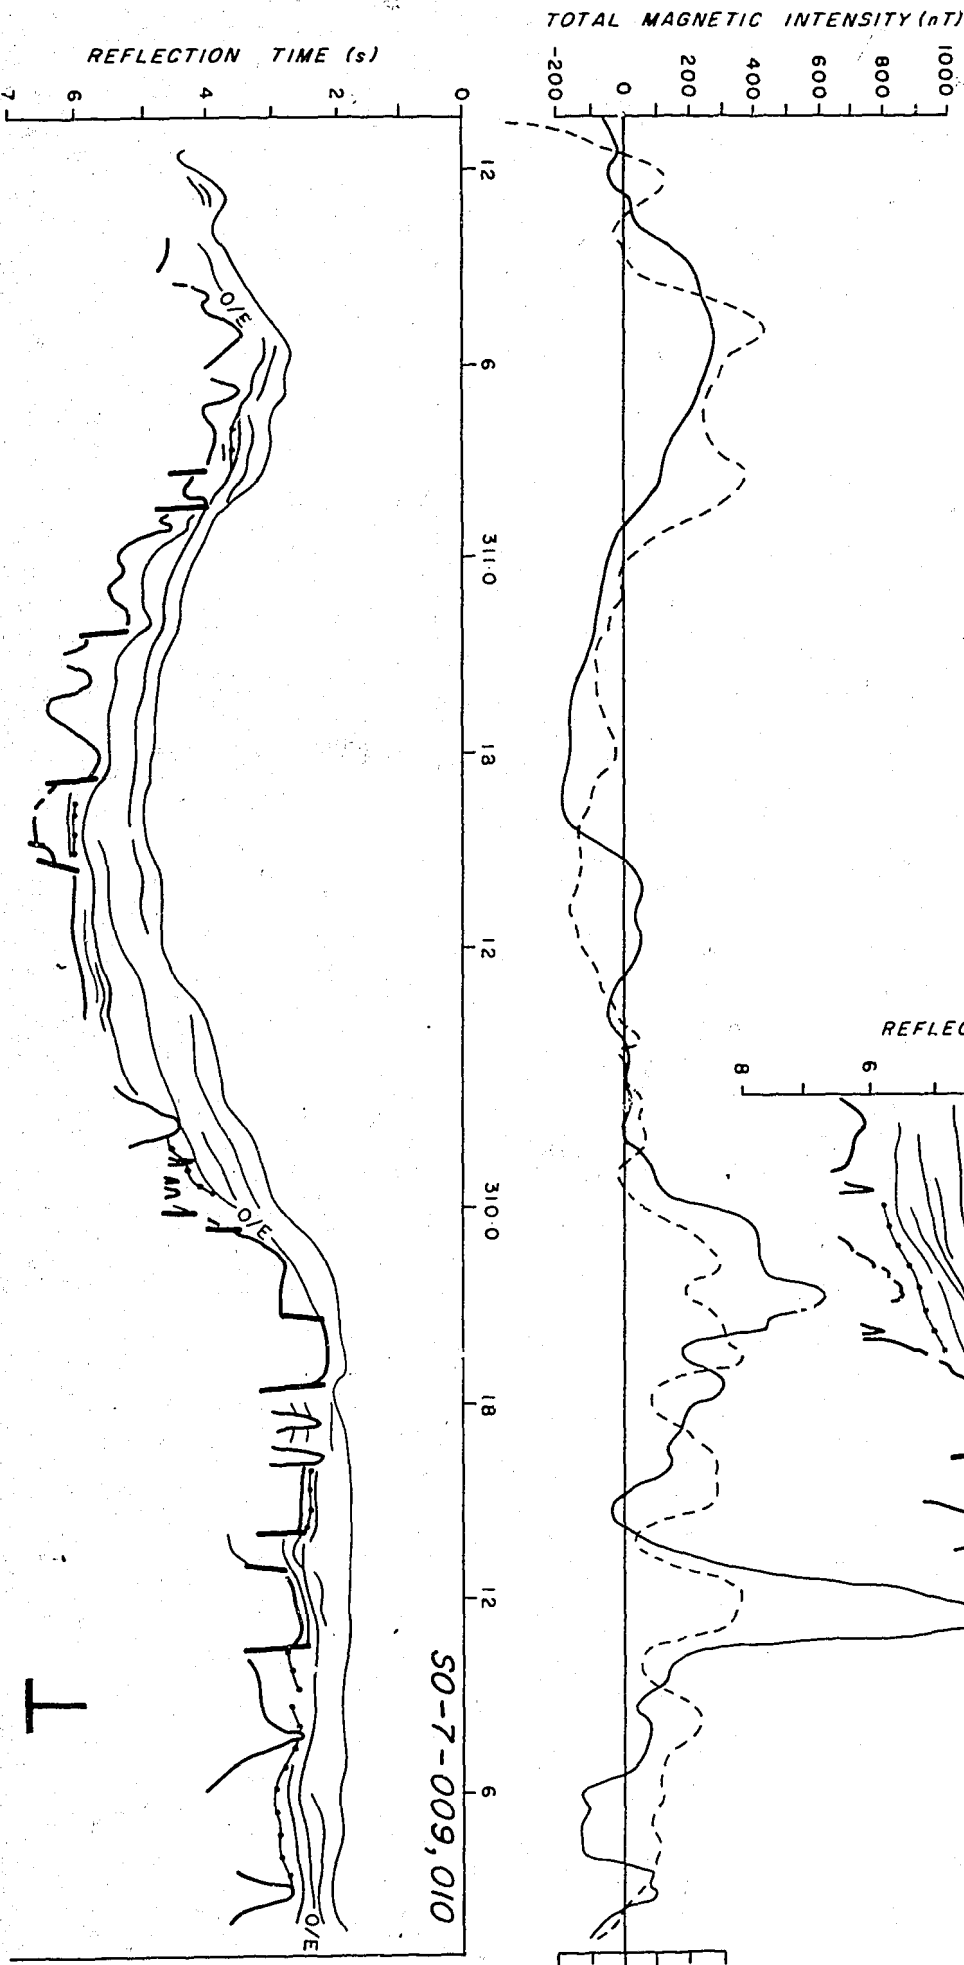 TOTAL MAGNETIC INTENSITY (nT)
-200 0 200 400 600 800 1000
REFLECTION TIME (s)
7 6 4 2 0
12
O/E
6
311.0
18
12
REFLEC
8 6
310.0
O/E
18
12
T
SO-7-009,010
6
O/E